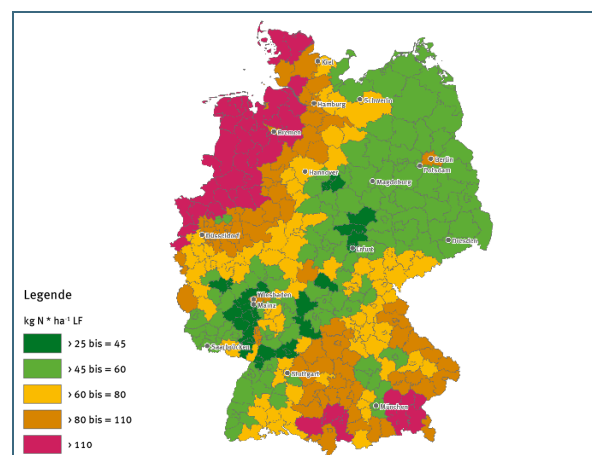 Kiel
Hamburg
Schwerin
Bremen
Berlin
Potsdam
Hannover
Magdeburg
Düsseldorf
Erfurt
Dresden
Wiesbaden
Mainz
Saarbrücken
Stuttgart
München
Legende
kg N * ha⁻¹ LF
> 25 bis = 45
> 45 bis = 60
> 60 bis = 80
> 80 bis = 110
> 110